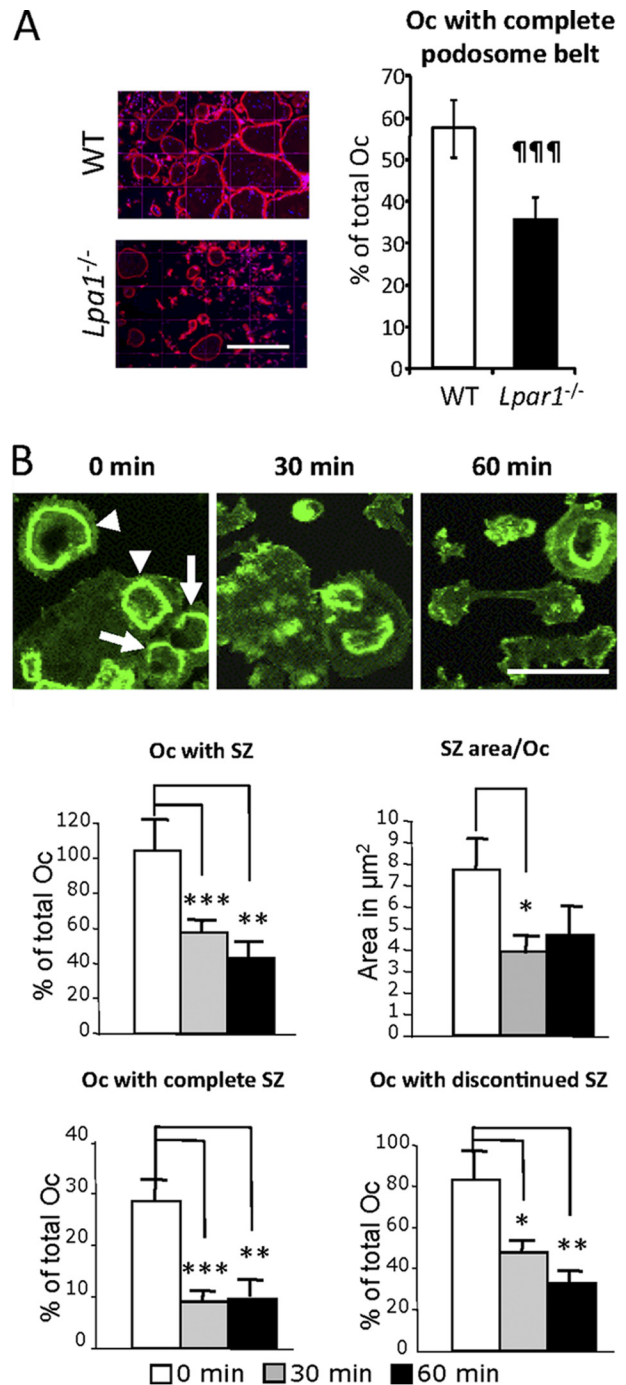 A
Oc with complete
podosome belt
WT
Lpa1-/-
% of total Oc
70
60
50
40
30
20
10
0
¶¶¶
WT
Lpar1-/-
B
0 min
30 min
60 min
Oc with SZ
% of total Oc
120
100
80
60
40
20
0
***
**
SZ area/Oc
Area in µm²
10
9
8
7
6
5
4
3
2
1
0
*
Oc with complete SZ
% of total Oc
40
30
20
10
0
***
**
Oc with discontinued SZ
% of total Oc
100
80
60
40
20
0
*
**
0 min
30 min
60 min